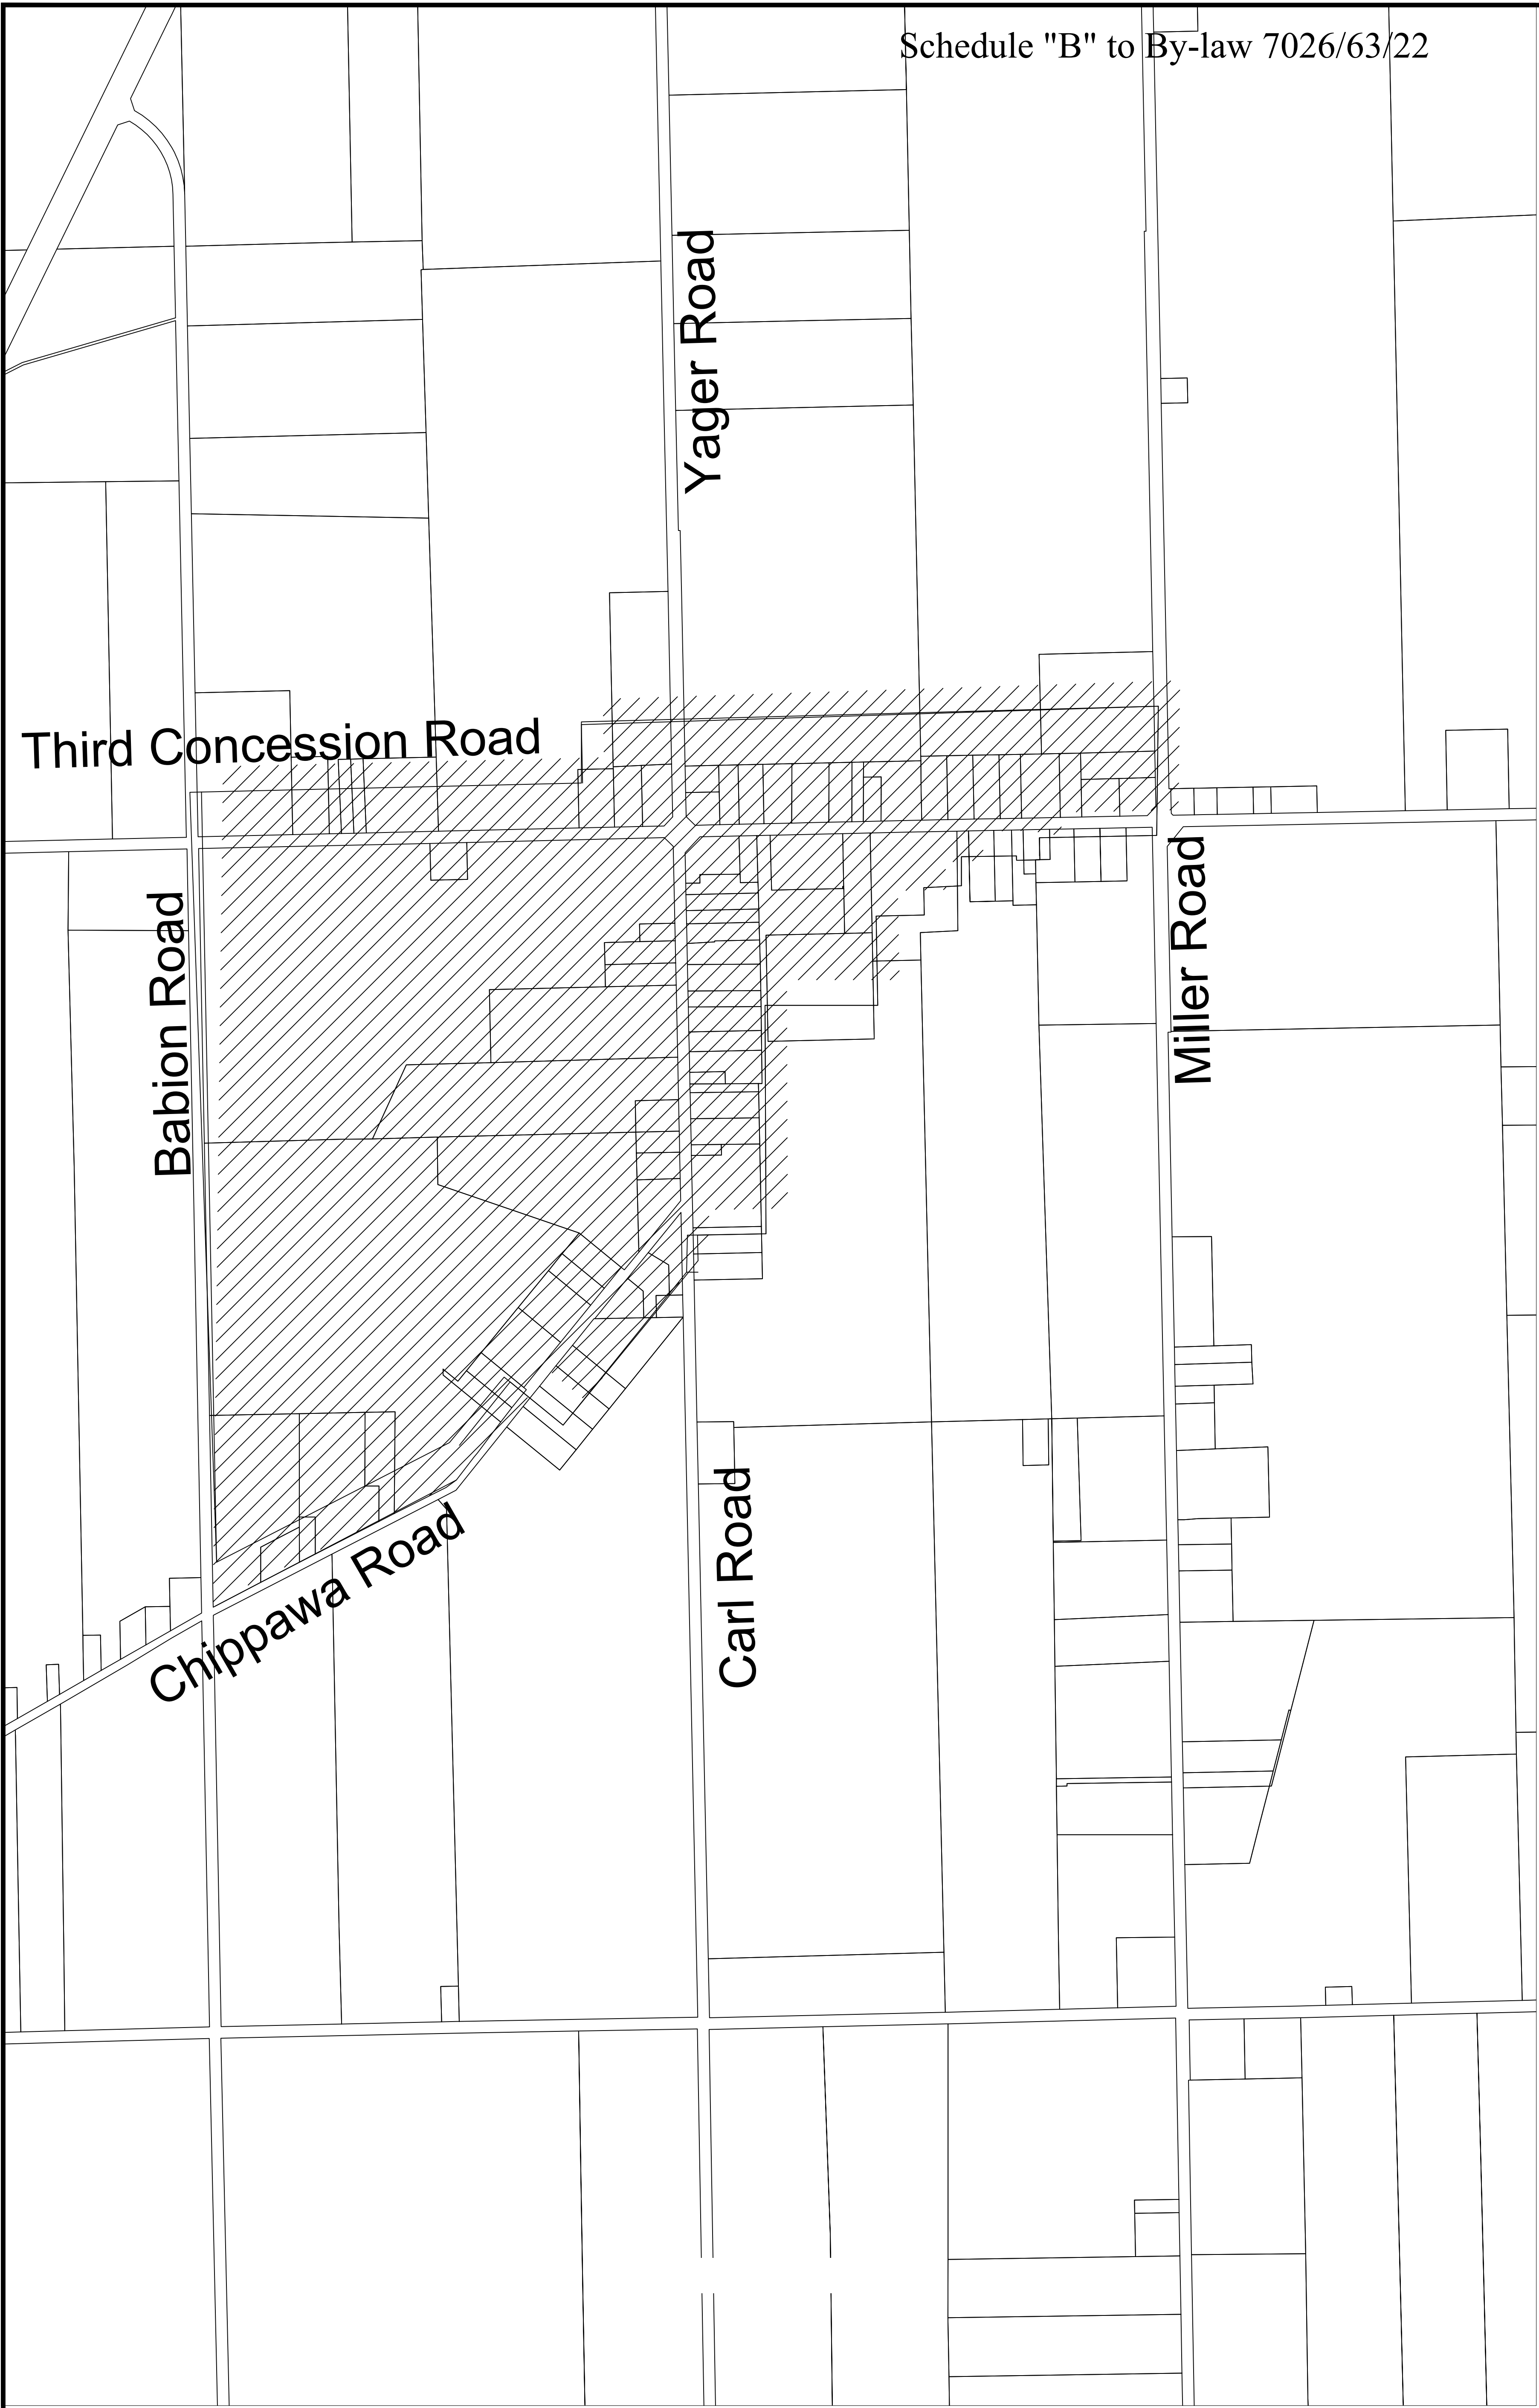 Schedule "B" to By-law 7026/63/22
Yager Road
Third Concession Road
Babion Road
Miller Road
Chippawa Road
Carl Road